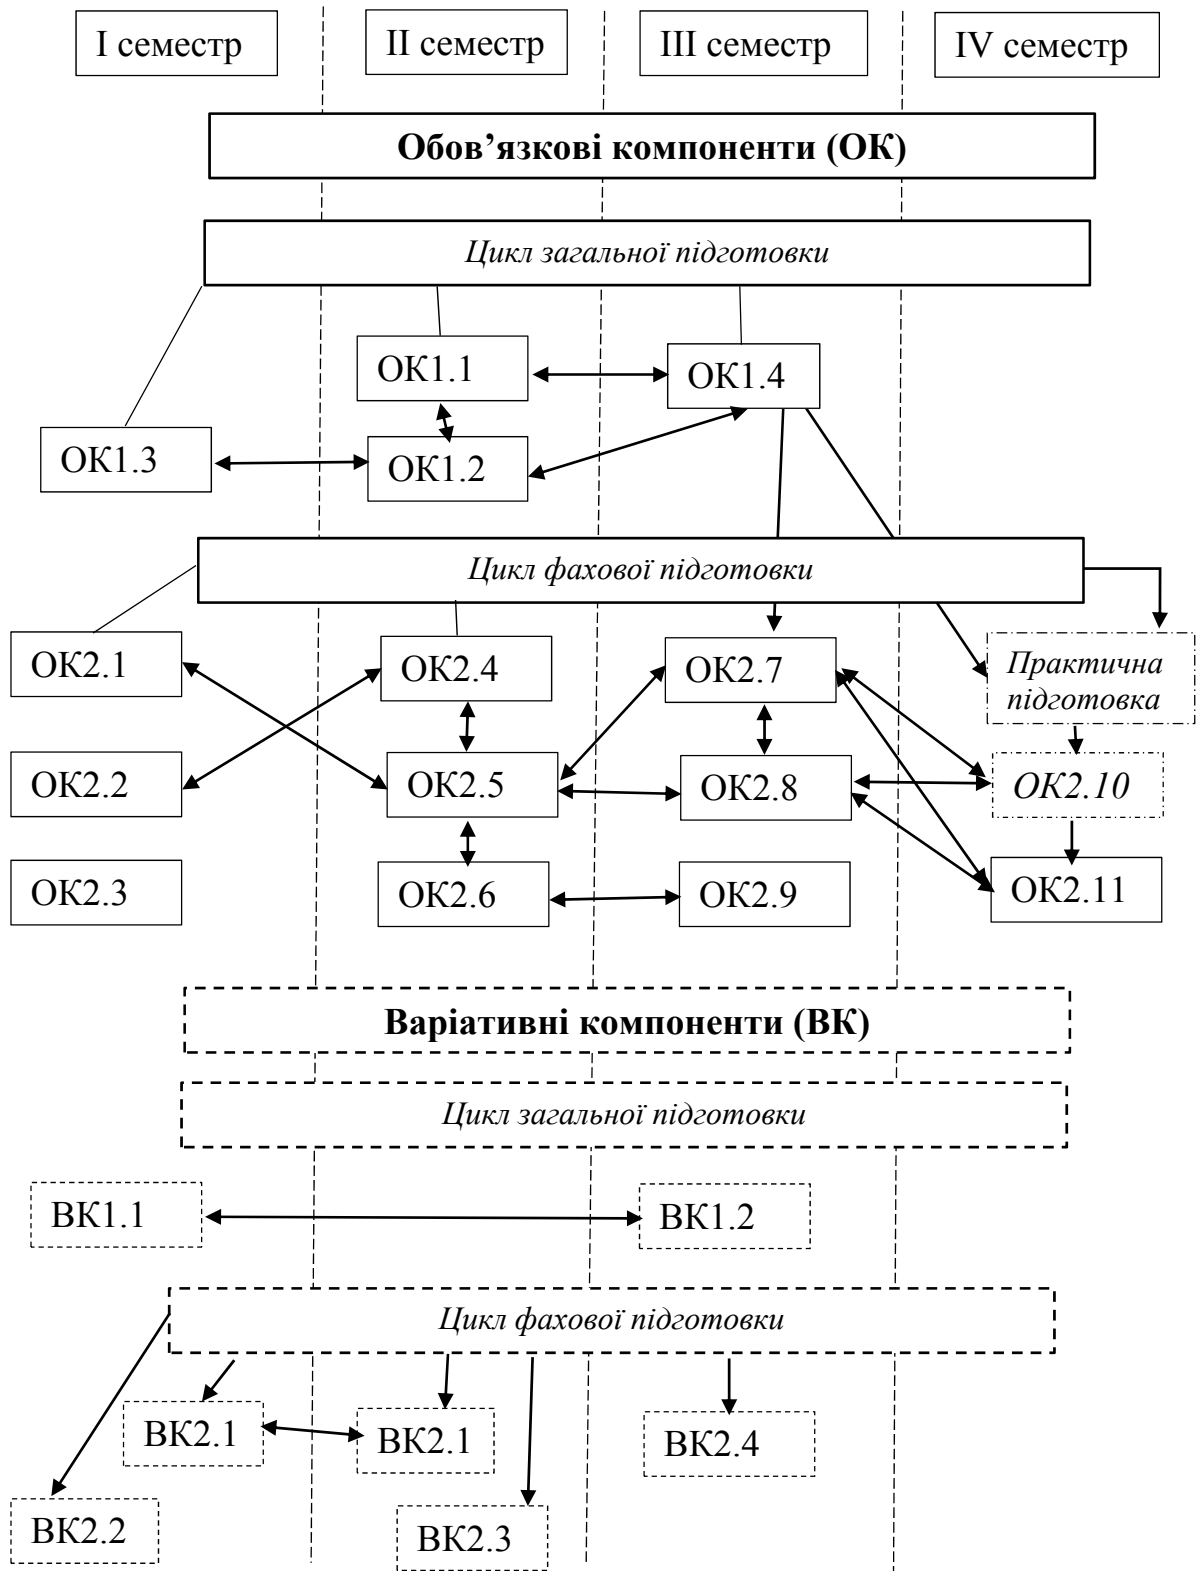 І семестр
ІІ семестр
ІІІ семестр
IV семестр
Обов’язкові компоненти (ОК)
Цикл загальної підготовки
ОК1.1
ОК1.4
ОК1.3
ОК1.2
Цикл фахової підготовки
ОК2.1
ОК2.4
ОК2.7
Практична
підготовка
ОК2.2
ОК2.5
ОК2.8
ОК2.10
ОК2.3
ОК2.6
ОК2.9
ОК2.11
Варіативні компоненти (ВК)
Цикл загальної підготовки
ВК1.1
ВК1.2
Цикл фахової підготовки
ВК2.1
ВК2.1
ВК2.4
ВК2.2
ВК2.3